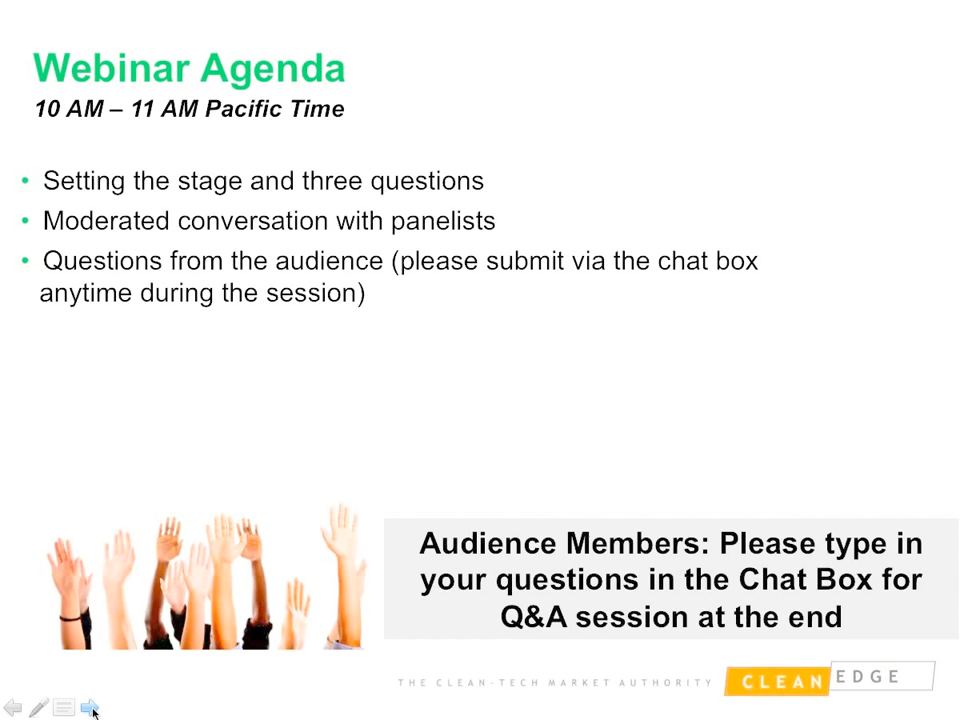 Webinar Agenda
10 AM – 11 AM Pacific Time
• Setting the stage and three questions
• Moderated conversation with panelists
• Questions from the audience (please submit via the chat box
anytime during the session)
Audience Members: Please type in
your questions in the Chat Box for
Q&A session at the end
THE CLEAN-TECH MARKET AUTHORITY
CLEAN EDGE